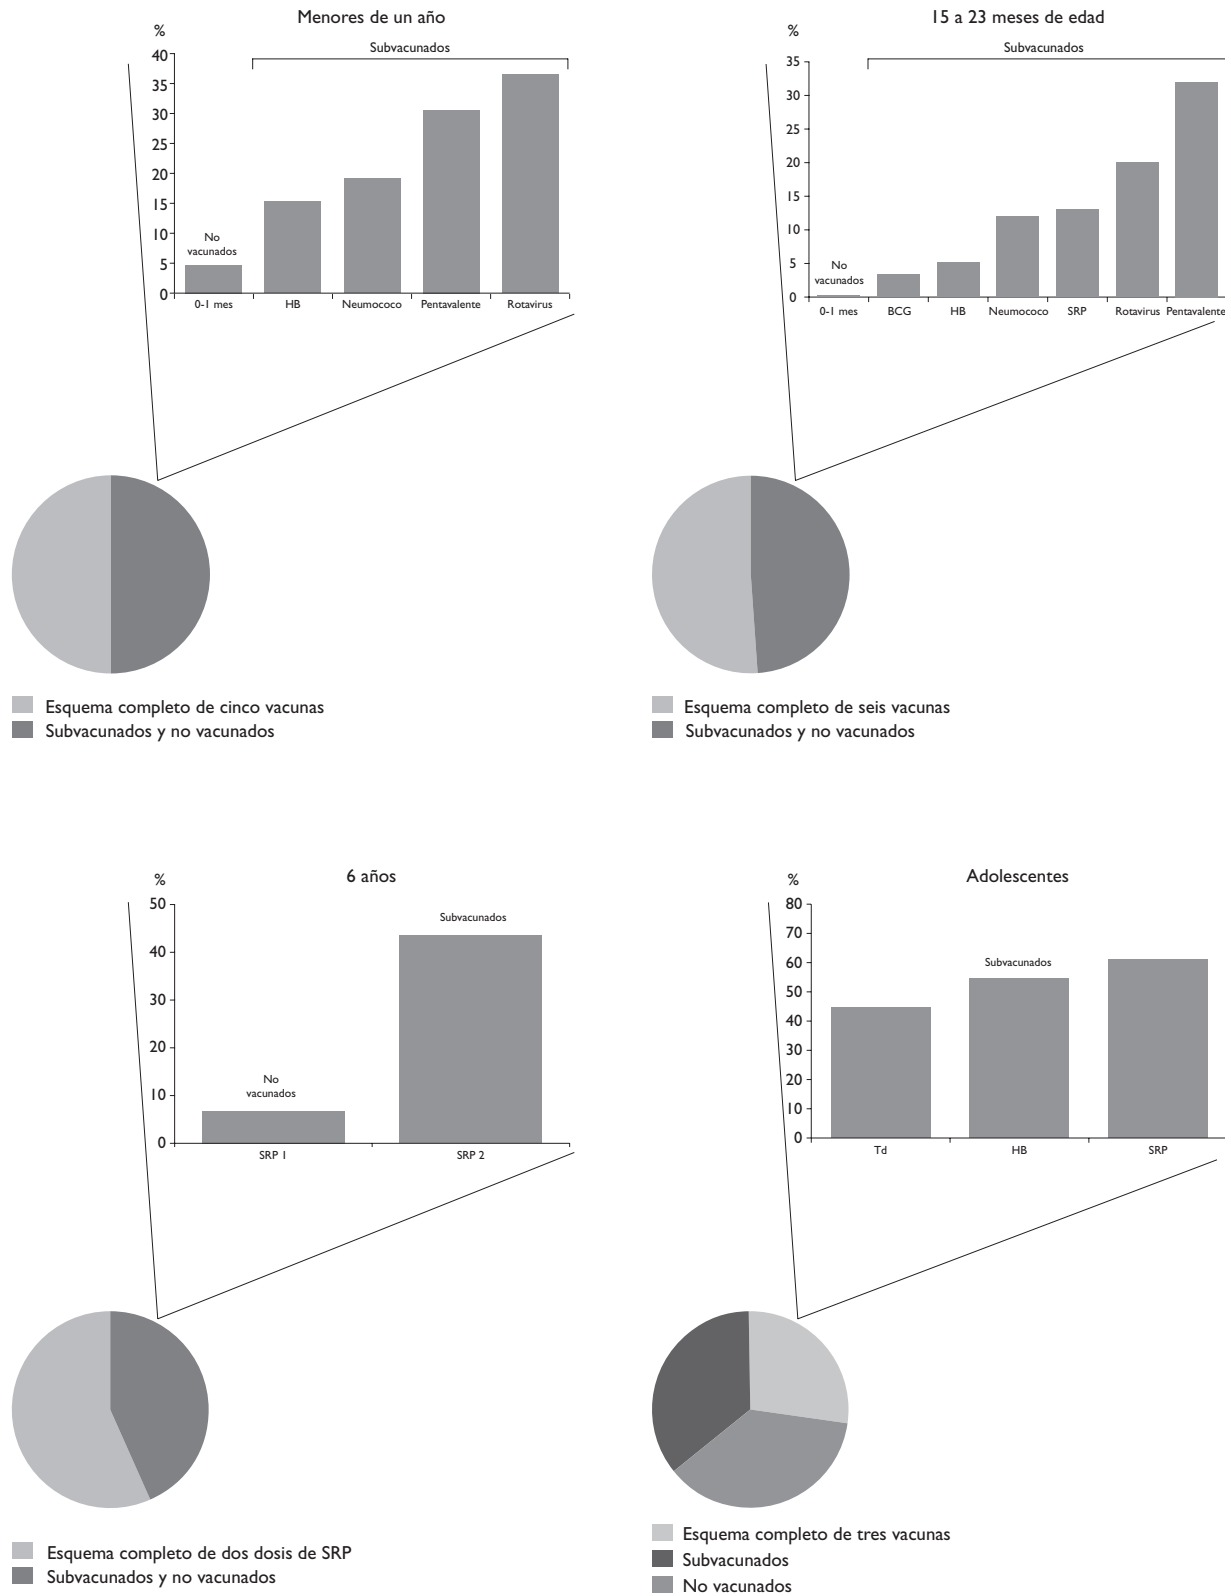 Menores de un año
%
Subvacunados
40
35
30
25
20
15
10
5
0
No
vacunados
0-1 mes HB Neumococo Pentavalente Rotavirus
Esquema completo de cinco vacunas
Subvacunados y no vacunados
15 a 23 meses de edad
%
Subvacunados
35
30
25
20
15
10
5
0
No
vacunados
0-1 mes BCG HB Neumococo SRP Rotavirus Pentavalente
Esquema completo de seis vacunas
Subvacunados y no vacunados
6 años
%
50
40
30
20
10
0
Subvacunados
No
vacunados
SRP 1 SRP 2
Esquema completo de dos dosis de SRP
Subvacunados y no vacunados
Adolescentes
%
80
70
60
50
40
30
20
10
0
Subvacunados
Td HB SRP
Esquema completo de tres vacunas
Subvacunados
No vacunados